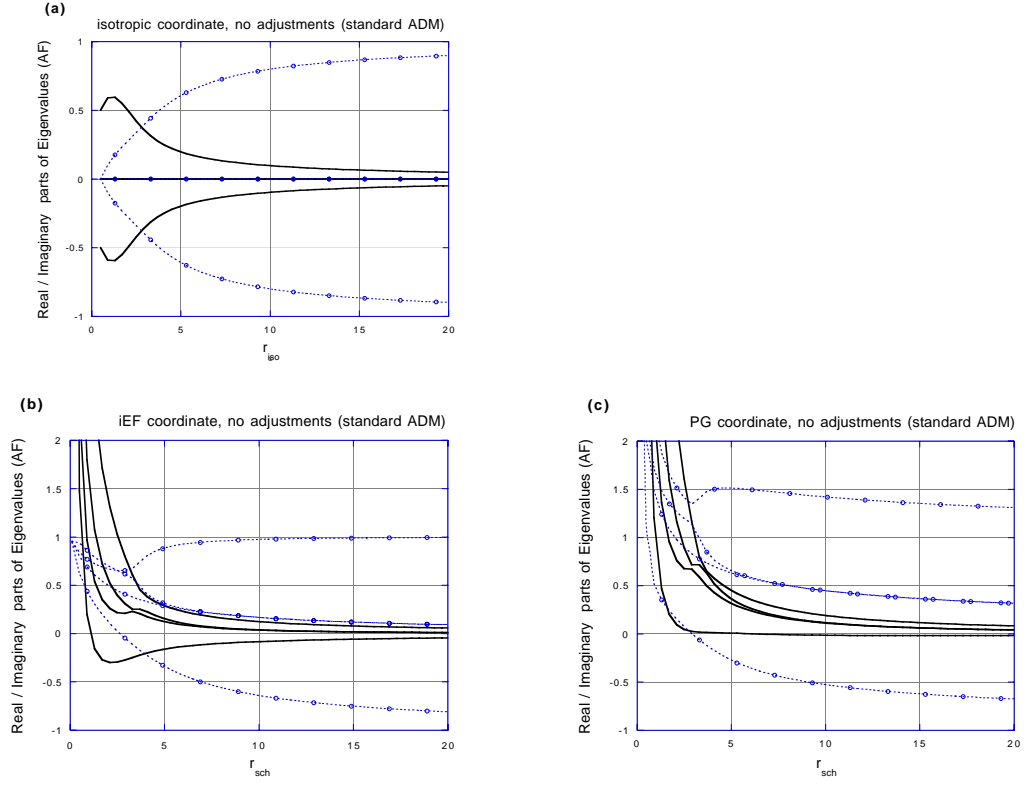 (a)
isotropic coordinate, no adjustments (standard ADM)
Real / Imaginary parts of Eigenvalues (AF)
1
0.5
0
-0.5
-1
0 5 10 15 20
r iso
(b)
iEF coordinate, no adjustments (standard ADM)
Real / Imaginary parts of Eigenvalues (AF)
2
1.5
1
0.5
0
-0.5
-1
0 5 10 15 20
r sch
(c)
PG coordinate, no adjustments (standard ADM)
Real / Imaginary parts of Eigenvalues (AF)
2
1.5
1
0.5
0
-0.5
-1
0 5 10 15 20
r sch